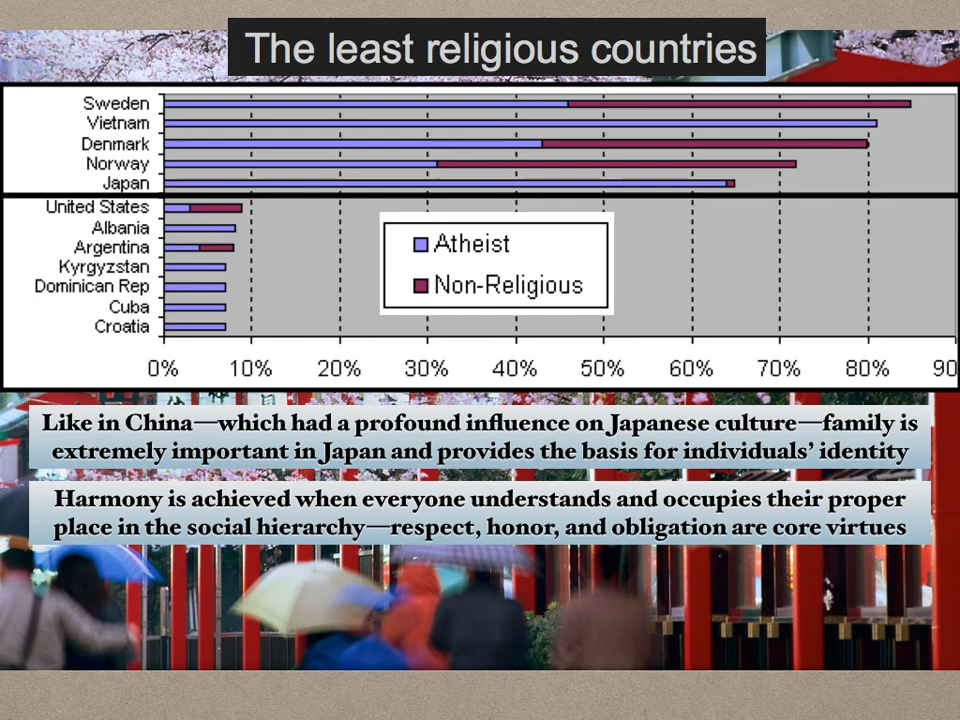 The least religious countries
Sweden
Vietnam
Denmark
Norway
Japan
United States
Albania
Argentina
Kyrgyzstan
Dominican Rep
Cuba
Croatia
Atheist
Non-Religious
0% 10% 20% 30% 40% 50% 60% 70% 80% 90
Like in China—which had a profound influence on Japanese culture—family is
extremely important in Japan and provides the basis for individuals’ identity
Harmony is achieved when everyone understands and occupies their proper
place in the social hierarchy—respect, honor, and obligation are core virtues